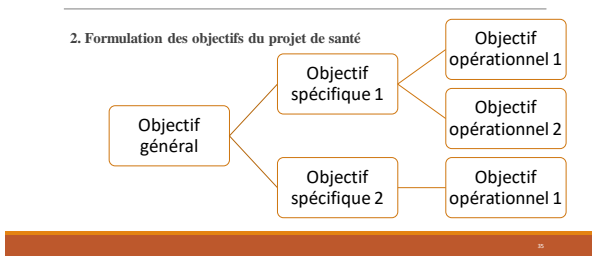 2. Formulation des objectifs du projet de santé
Objectif
général
Objectif
spécifique 1
Objectif
opérationnel 1
Objectif
opérationnel 2
Objectif
spécifique 2
Objectif
opérationnel 1
35